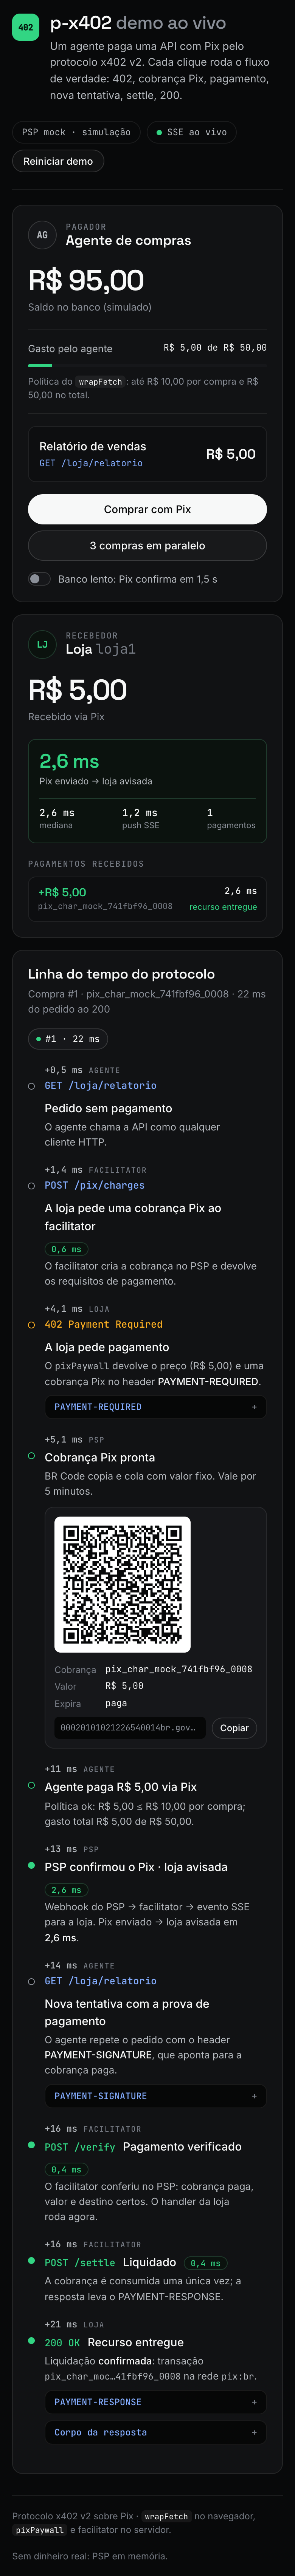 402
p-x402 demo ao vivo
Um agente paga uma API com Pix pelo
protocolo x402 v2. Cada clique roda o fluxo
de verdade: 402, cobrança Pix, pagamento,
nova tentativa, settle, 200.
PSP mock · simulação
SSE ao vivo
Reiniciar demo
AG
PAGADOR
Agente de compras
R$ 95,00
Saldo no banco (simulado)
Gasto pelo agente
R$ 5,00 de R$ 50,00
Política do wrapFetch: até R$ 10,00 por compra e R$
50,00 no total.
Relatório de vendas
GET /loja/relatorio
R$ 5,00
Comprar com Pix
3 compras em paralelo
Banco lento: Pix confirma em 1,5 s
LJ
RECEBEDOR
Loja loja1
R$ 5,00
Recebido via Pix
2,6 ms
Pix enviado → loja avisada
2,6 ms
mediana
1,2 ms
push SSE
1
pagamentos
PAGAMENTOS RECEBIDOS
+R$ 5,00
pix_char_mock_741fbf96_0008
2,6 ms
recurso entregue
Linha do tempo do protocolo
Compra #1 · pix_char_mock_741fbf96_0008 · 22 ms
do pedido ao 200
#1 · 22 ms
+0,5 ms AGENTE
GET /loja/relatorio
Pedido sem pagamento
O agente chama a API como qualquer
cliente HTTP.
+1,4 ms FACILITATOR
POST /pix/charges
A loja pede uma cobrança Pix ao
facilitator
0,6 ms
O facilitator cria a cobrança no PSP e devolve
os requisitos de pagamento.
+4,1 ms LOJA
402 Payment Required
A loja pede pagamento
O pixPaywall devolve o preço (R$ 5,00) e uma
cobrança Pix no header PAYMENT-REQUIRED.
PAYMENT-REQUIRED +
+5,1 ms PSP
Cobrança Pix pronta
BR Code copia e cola com valor fixo. Vale por
5 minutos.
Cobrança pix_char_mock_741fbf96_0008
Valor R$ 5,00
Expira paga
00020101021226540014br.gov…
Copiar
+11 ms AGENTE
Agente paga R$ 5,00 via Pix
Política ok: R$ 5,00 ≤ R$ 10,00 por compra;
gasto total R$ 5,00 de R$ 50,00.
+13 ms PSP
PSP confirmou o Pix · loja avisada
2,6 ms
Webhook do PSP → facilitator → evento SSE
para a loja. Pix enviado → loja avisada em
2,6 ms.
+14 ms AGENTE
GET /loja/relatorio
Nova tentativa com a prova de
pagamento
O agente repete o pedido com o header
PAYMENT-SIGNATURE, que aponta para a
cobrança paga.
PAYMENT-SIGNATURE +
+16 ms FACILITATOR
POST /verify Pagamento verificado
0,4 ms
O facilitator conferiu no PSP: cobrança paga,
valor e destino certos. O handler da loja
roda agora.
+16 ms FACILITATOR
POST /settle Liquidado 0,4 ms
A cobrança é consumida uma única vez; a
resposta leva o PAYMENT-RESPONSE.
+21 ms LOJA
200 OK Recurso entregue
Liquidação confirmada: transação
pix_char_moc…41fbf96_0008 na rede pix:br.
PAYMENT-RESPONSE +
Corpo da resposta +
Protocolo x402 v2 sobre Pix · wrapFetch no navegador,
pixPaywall e facilitator no servidor.
Sem dinheiro real: PSP em memória.